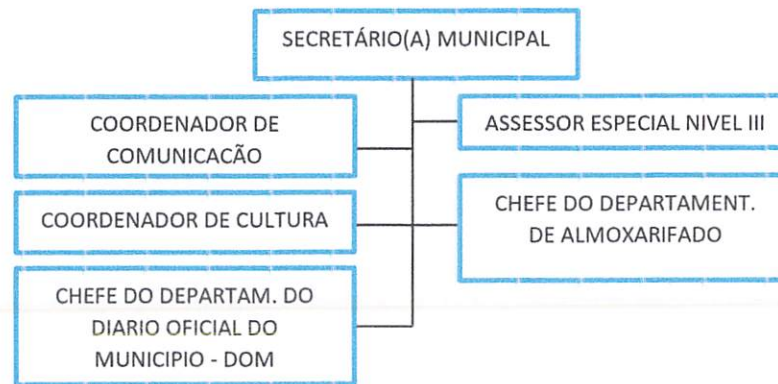 SECRETÁRIO(A) MUNICIPAL
COORDENADOR DE
COMUNICACÃO
ASSESSOR ESPECIAL NIVEL III
COORDENADOR DE CULTURA
CHEFE DO DEPARTAMENT.
DE ALMOXARIFADO
CHEFE DO DEPARTAM. DO
DIARIO OFICIAL DO
MUNICIPIO - DOM